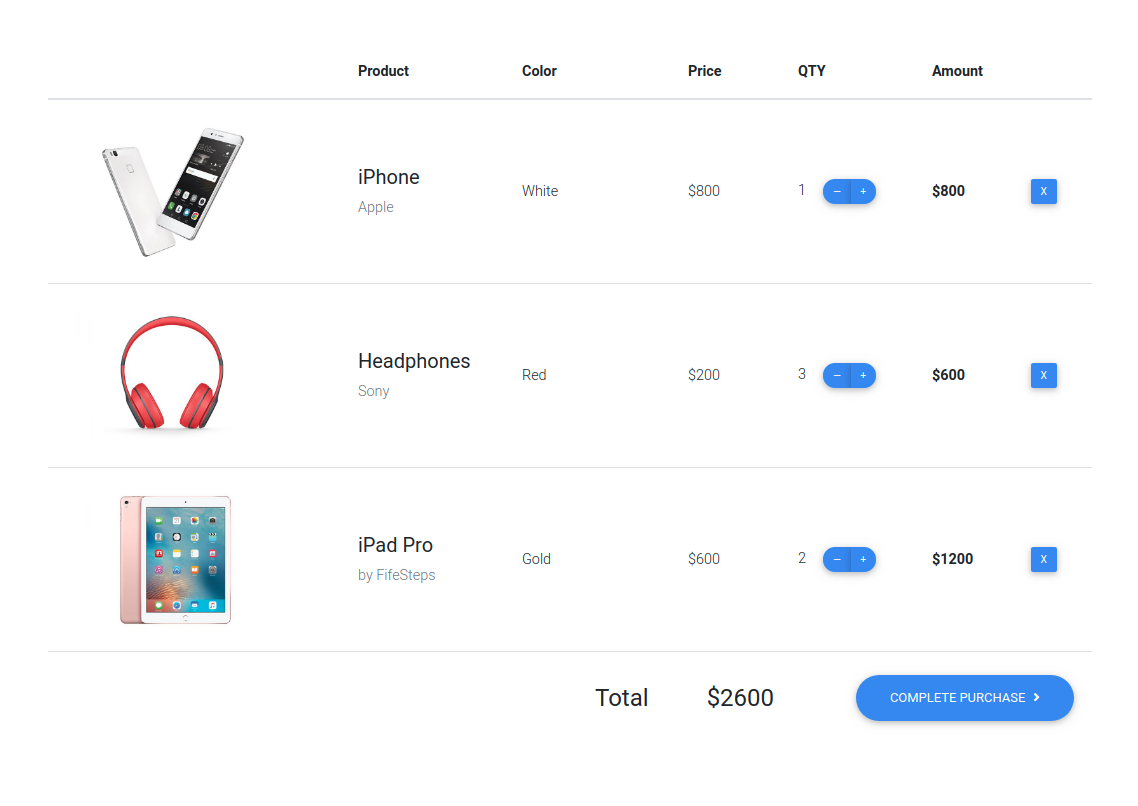 Product Color Price QTY Amount
iPhone
Apple
White $800 1 – + $800 X
Headphones
Sony
Red $200 3 – + $600 X
iPad Pro
by FifeSteps
Gold $600 2 – + $1200 X
Total $2600 COMPLETE PURCHASE